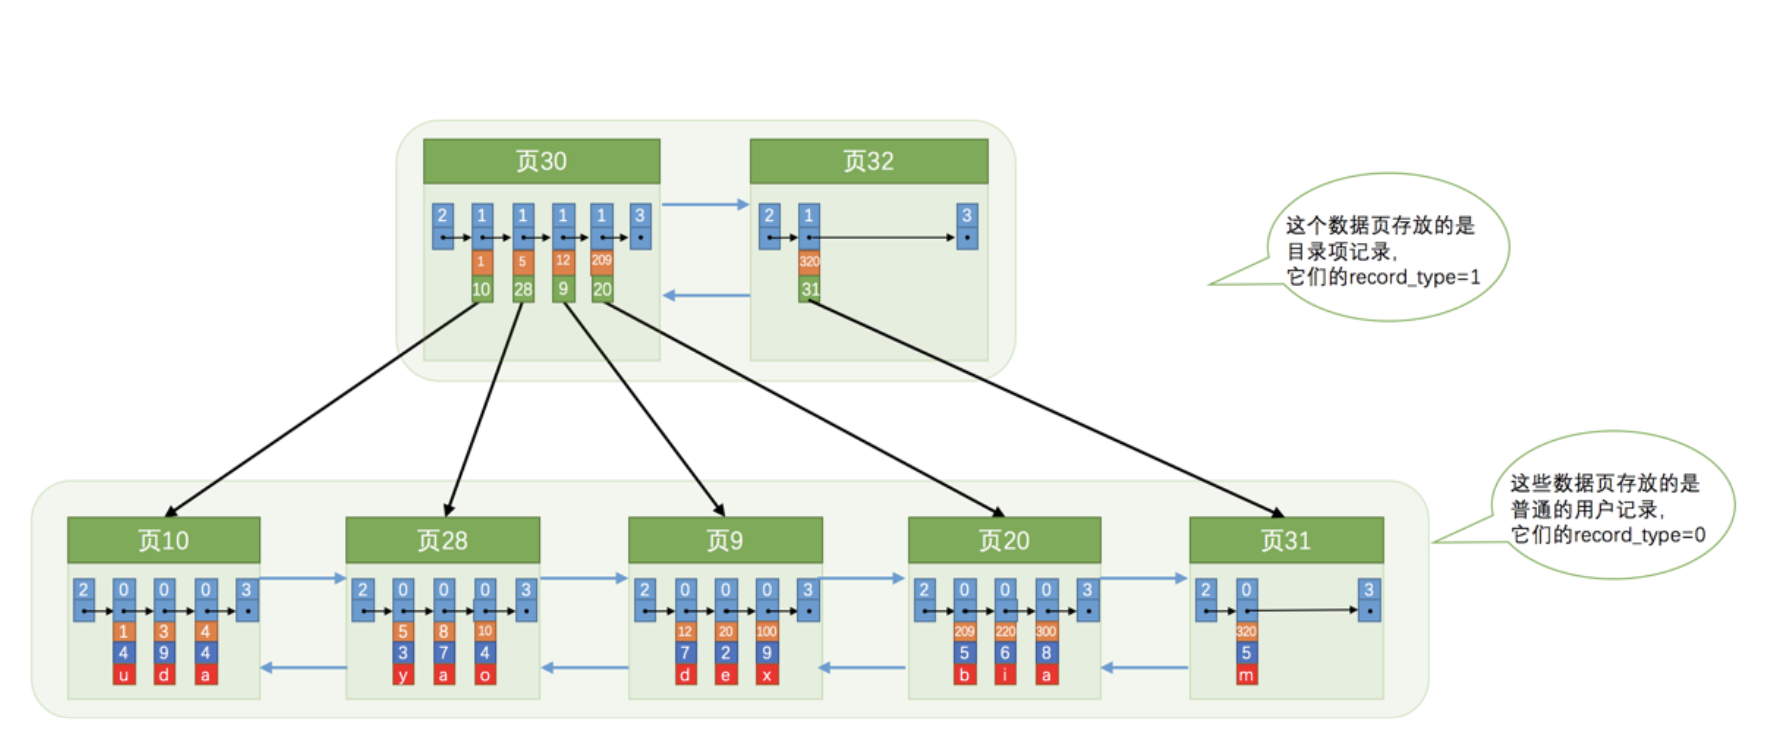 页30
页32
2 1 1 1 1 3
2 1 3
1 5 12 209
320
10 28 9 20
31
这个数据页存放的是
目录项记录,
它们的record_type=1
这些数据页存放的是
普通的用户记录,
它们的record_type=0
页10
页28
页9
页20
页31
2 0 0 0 3
2 0 0 0 3
2 0 0 0 3
2 0 0 0 3
2 0 3
1 3 4
5 8 10
12 20 100
209 220 300
320
4 9 4
3 7 4
7 2 9
5 6 8
5
u d a
y a o
d e x
b i a
m